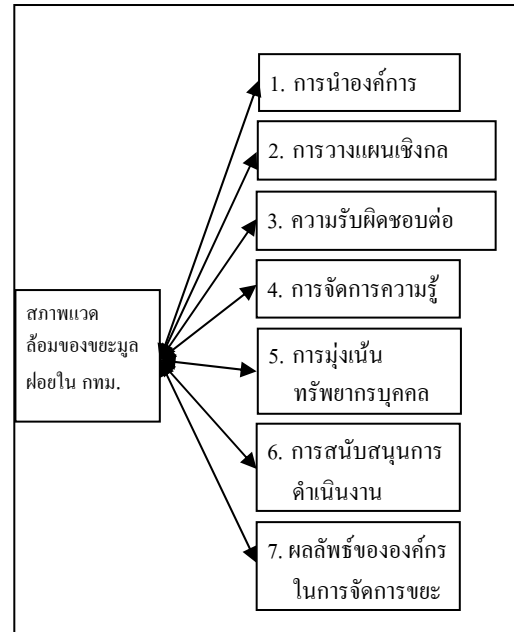 1. การนำองค์การ
2. การวางแผนเชิงกล
3. ความรับผิดชอบต่อ
4. การจัดการความรู้
สภาพแวด
ล้อมของขยะมูล
ฝอยใน กทม.
5. การมุ่งเน้น
ทรัพยากรบุคคล
6. การสนับสนุนการ
ดำเนินงาน
7. ผลลัพธ์ขององค์กร
ในการจัดการขยะ